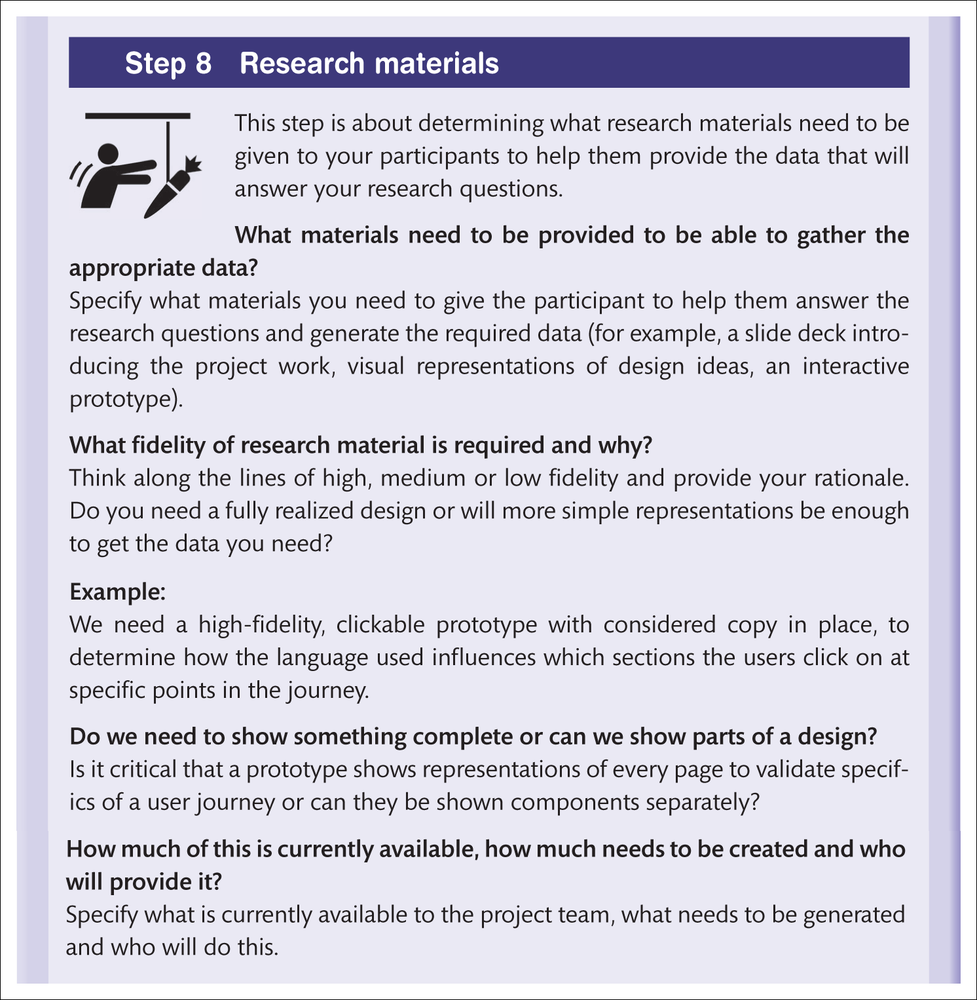 Step 8 Research materials
This step is about determining what research materials need to be
given to your participants to help them provide the data that will
answer your research questions.
What materials need to be provided to be able to gather the
appropriate data?
Specify what materials you need to give the participant to help them answer the
research questions and generate the required data (for example, a slide deck intro-
ducing the project work, visual representations of design ideas, an interactive
prototype).
What fidelity of research material is required and why?
Think along the lines of high, medium or low fidelity and provide your rationale.
Do you need a fully realized design or will more simple representations be enough
to get the data you need?
Example:
We need a high-fidelity, clickable prototype with considered copy in place, to
determine how the language used influences which sections the users click on at
specific points in the journey.
Do we need to show something complete or can we show parts of a design?
Is it critical that a prototype shows representations of every page to validate specif-
ics of a user journey or can they be shown components separately?
How much of this is currently available, how much needs to be created and who
will provide it?
Specify what is currently available to the project team, what needs to be generated
and who will do this.